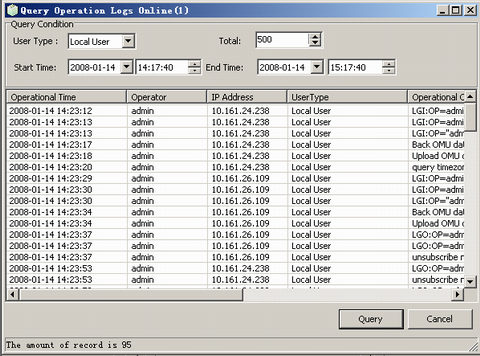 Query Operation Logs Online(1)
Query Condition
User Type : Local User Total: 500
Start Time: 2008-01-14 14:17:40 End Time: 2008-01-14 15:17:40
Operational Time Operator IP Address UserType Operational C
2008-01-14 14:23:12 admin 10.161.24.238 Local User LGI:OP=admi
2008-01-14 14:23:13 admin 10.161.24.238 Local User LGI:OP=admi
2008-01-14 14:23:13 admin 10.161.24.238 Local User LGI:OP="adm
2008-01-14 14:23:17 admin 10.161.24.238 Local User Back OMU dat
2008-01-14 14:23:18 admin 10.161.24.238 Local User Upload OMU c
2008-01-14 14:23:20 admin 10.161.24.238 Local User query timezor
2008-01-14 14:23:29 admin 10.161.26.109 Local User LGI:OP=admi
2008-01-14 14:23:30 admin 10.161.26.109 Local User LGI:OP=admi
2008-01-14 14:23:30 admin 10.161.26.109 Local User LGI:OP="adm
2008-01-14 14:23:34 admin 10.161.26.109 Local User Back OMU dat
2008-01-14 14:23:34 admin 10.161.26.109 Local User Upload OMU c
2008-01-14 14:23:37 admin 10.161.26.109 Local User LGO:OP=adm
2008-01-14 14:23:37 admin 10.161.26.109 Local User LGO:OP=adm
2008-01-14 14:23:37 admin 10.161.26.109 Local User unsubscribe r
2008-01-14 14:23:53 admin 10.161.24.238 Local User LGO:OP=adm
2008-01-14 14:23:53 admin 10.161.24.238 Local User unsubscribe r
Query Cancel
The amount of record is 95